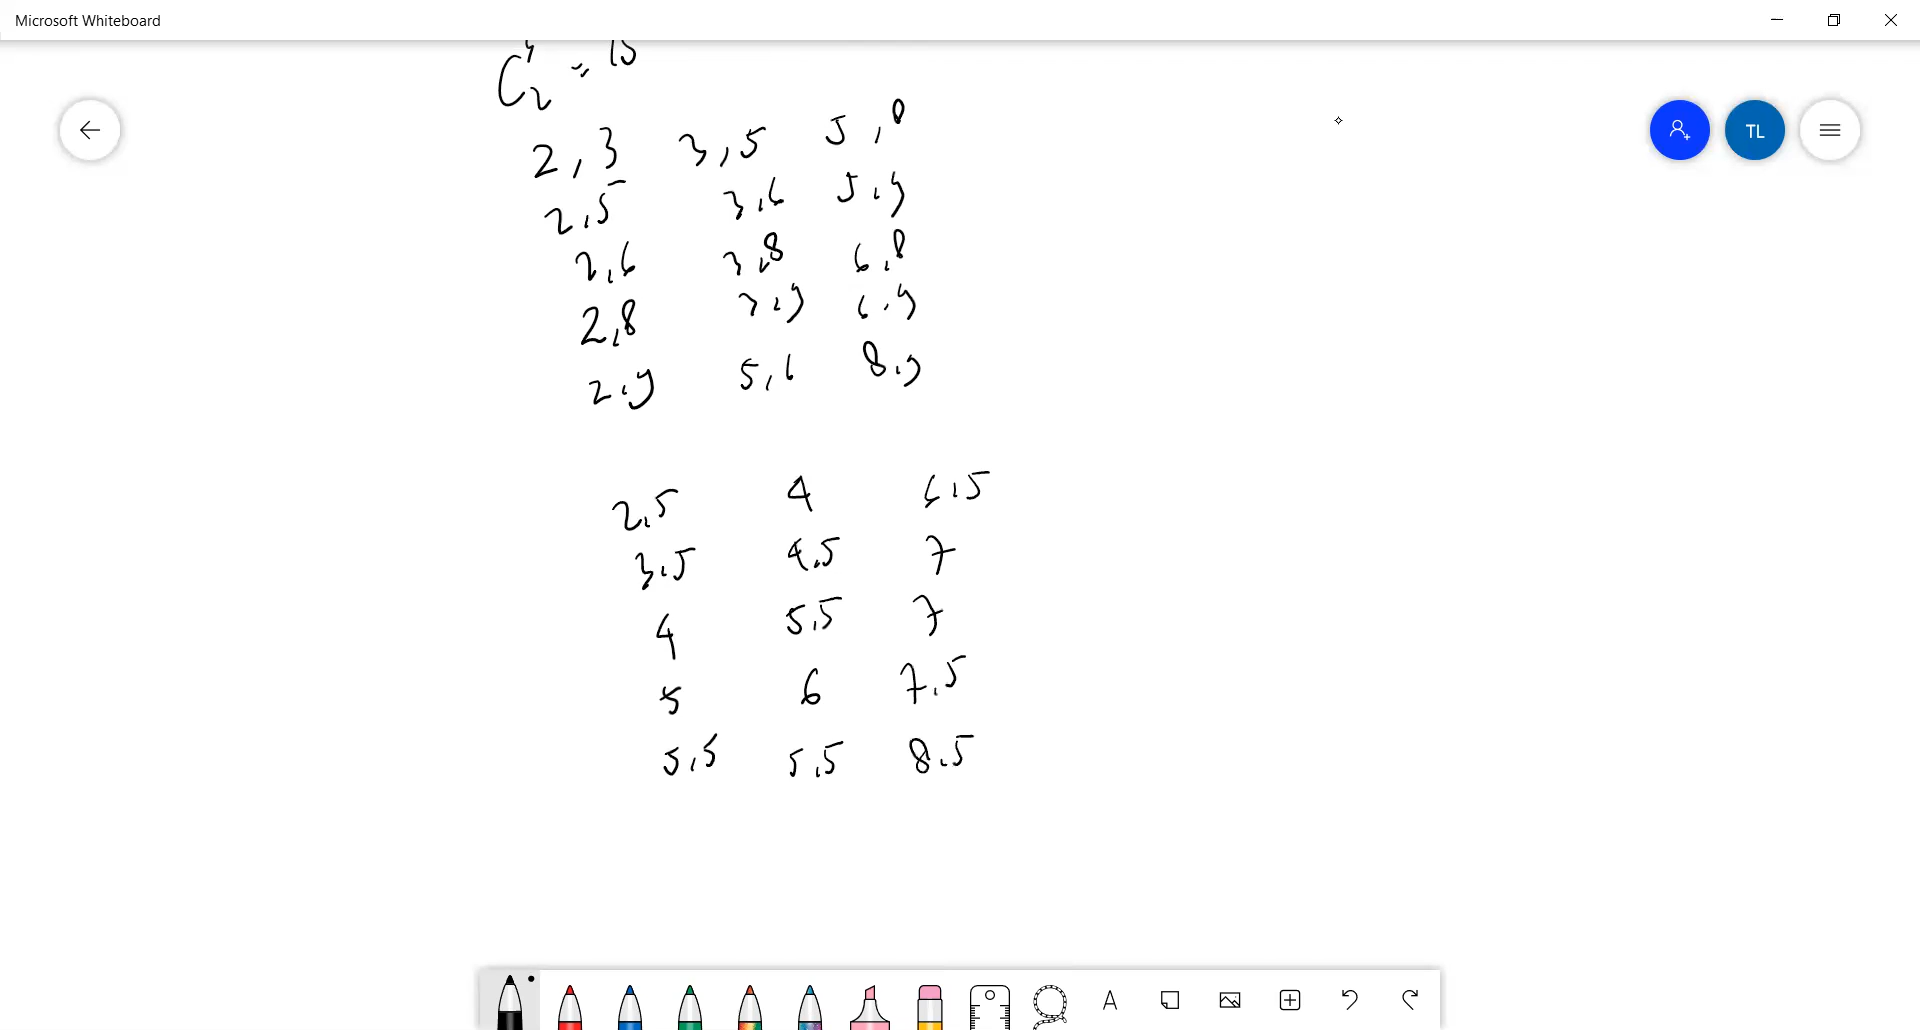 Microsoft Whiteboard
C₂ = 15
2,3 3,5 5,8
2,5 3,6 5,9
2,6 3,8 6,8
2,8 3,9 6,9
2,9 5,6 8,9
2,5 4 6,5
3,5 4,5 7
4 5,5 7
5 6 7,5
5,5 5,5 8,5
TL